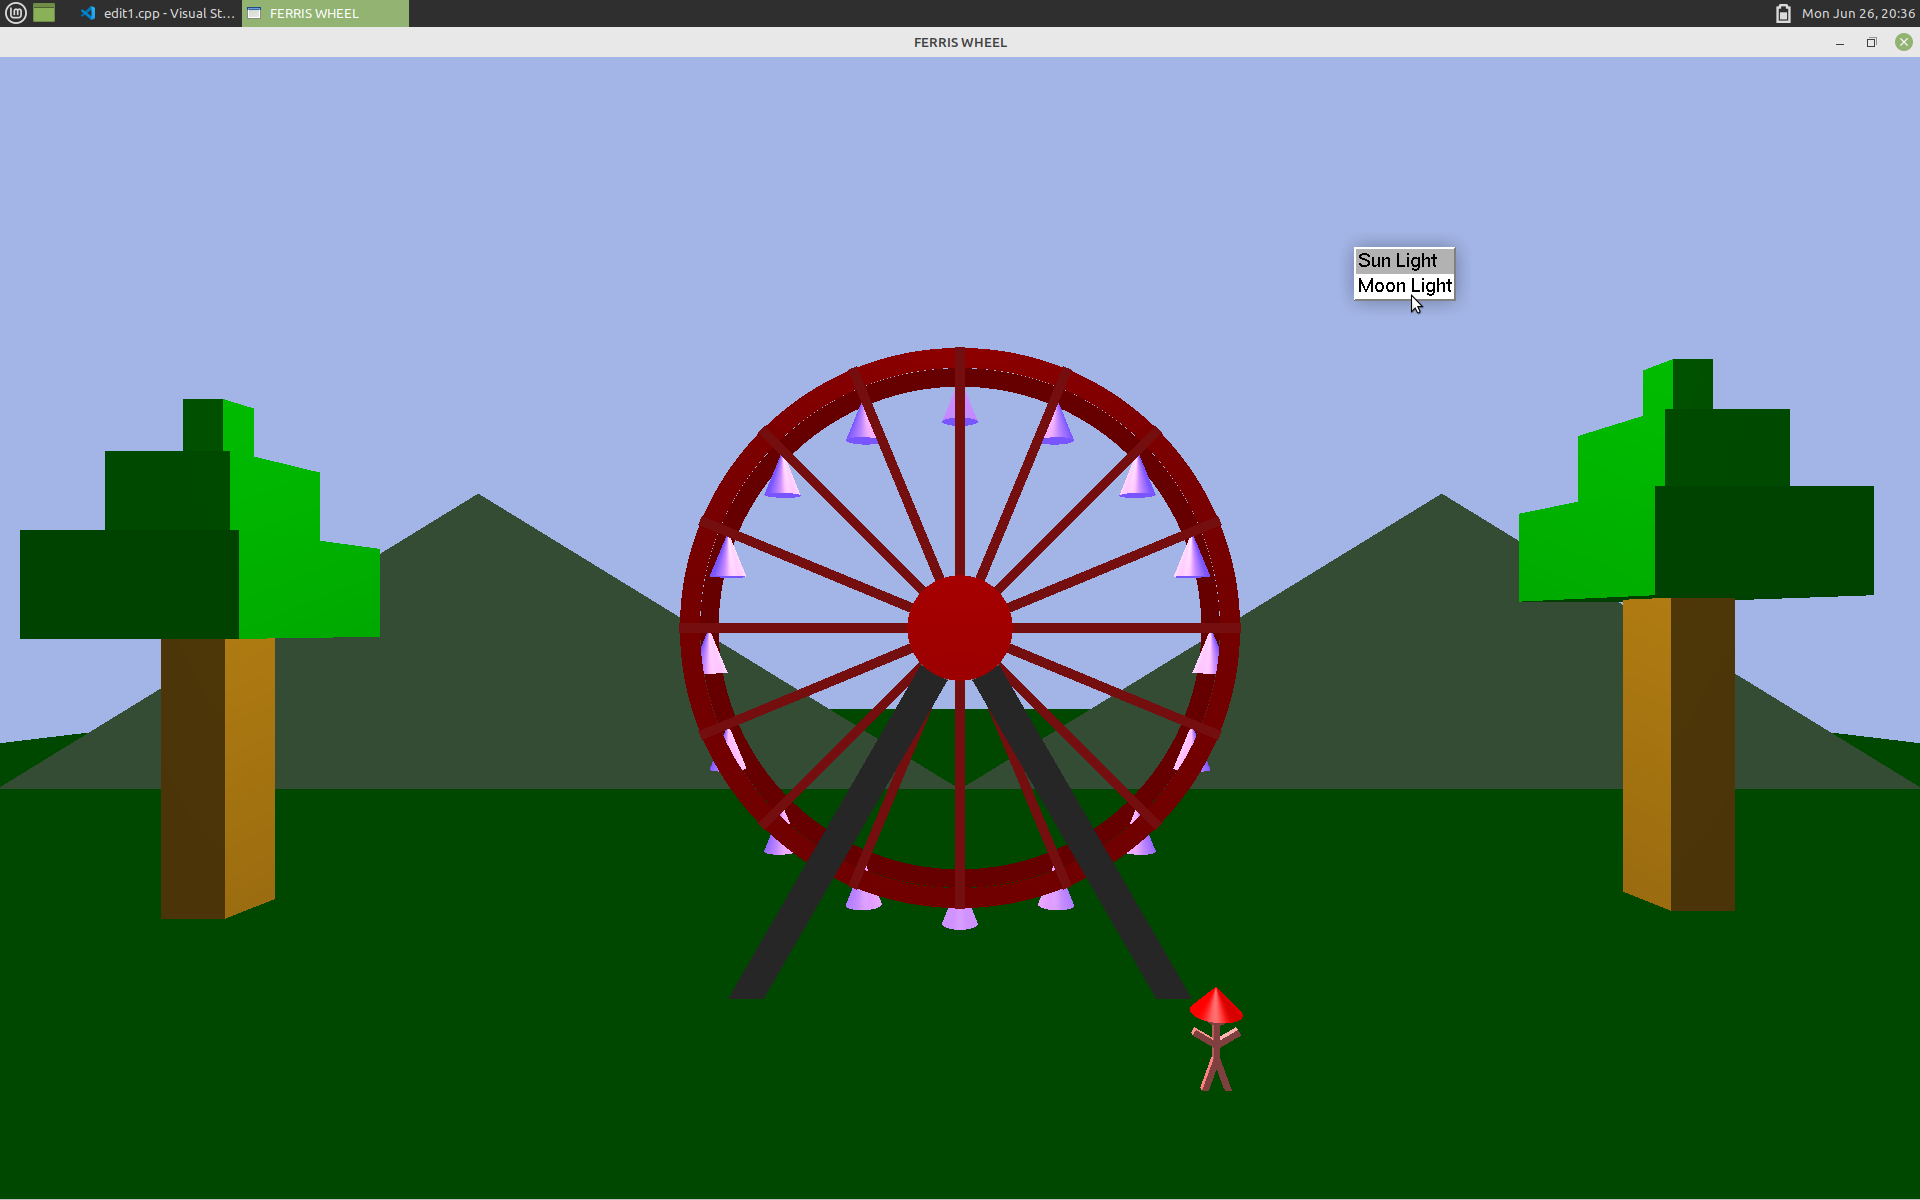 edit1.cpp - Visual St... FERRIS WHEEL Mon Jun 26, 20:36
FERRIS WHEEL
Sun Light
Moon Light